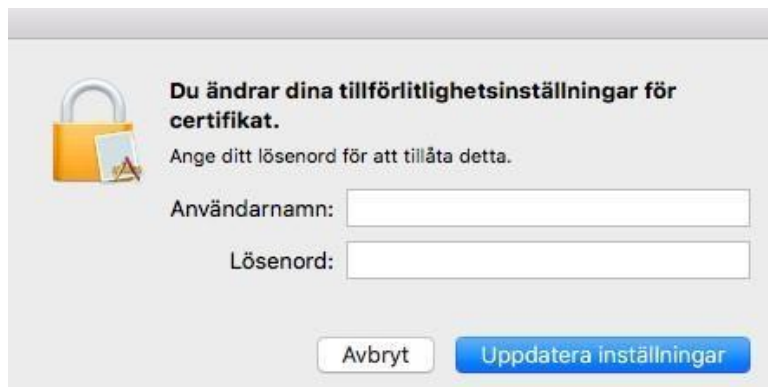 Du ändrar dina tillförlitlighetsinställningar för
certifikat.
Ange ditt lösenord för att tillåta detta.
Användarnamn:
Lösenord:
Avbryt
Uppdatera inställningar